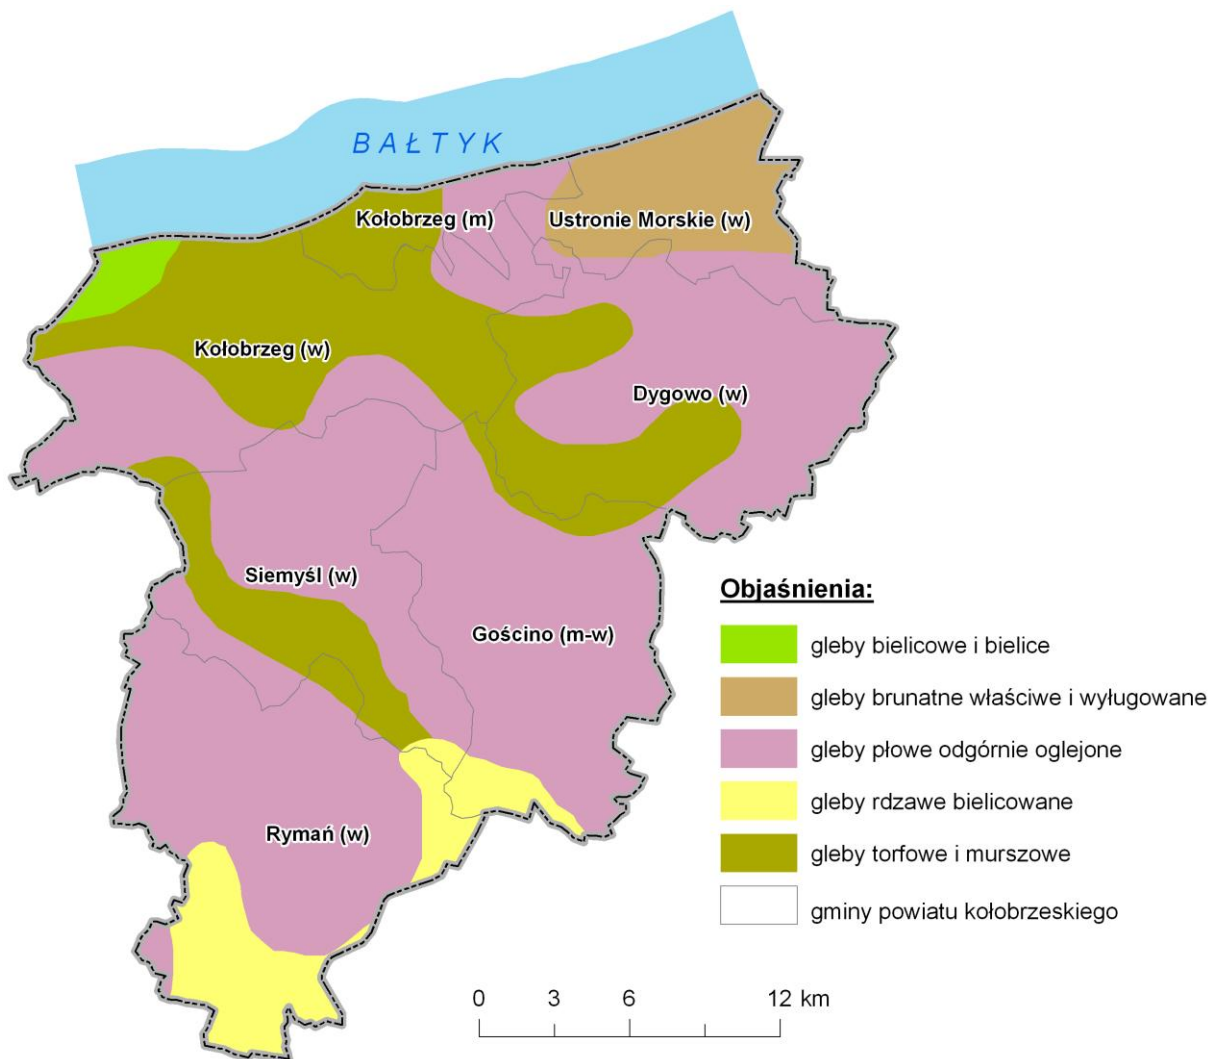 BAŁTYK
Kołobrzeg (m)
Ustronie Morskie (w)
Kołobrzeg (w)
Dygowo (w)
Siemyśl (w)
Gościno (m-w)
Rymań (w)
Objaśnienia:
gleby bielicowe i bielice
gleby brunatne właściwe i wyługowane
gleby płowe odgórnie oglejone
gleby rdzawe bielicowane
gleby torfowe i murszowe
gminy powiatu kołobrzeskiego
0 3 6 12 km